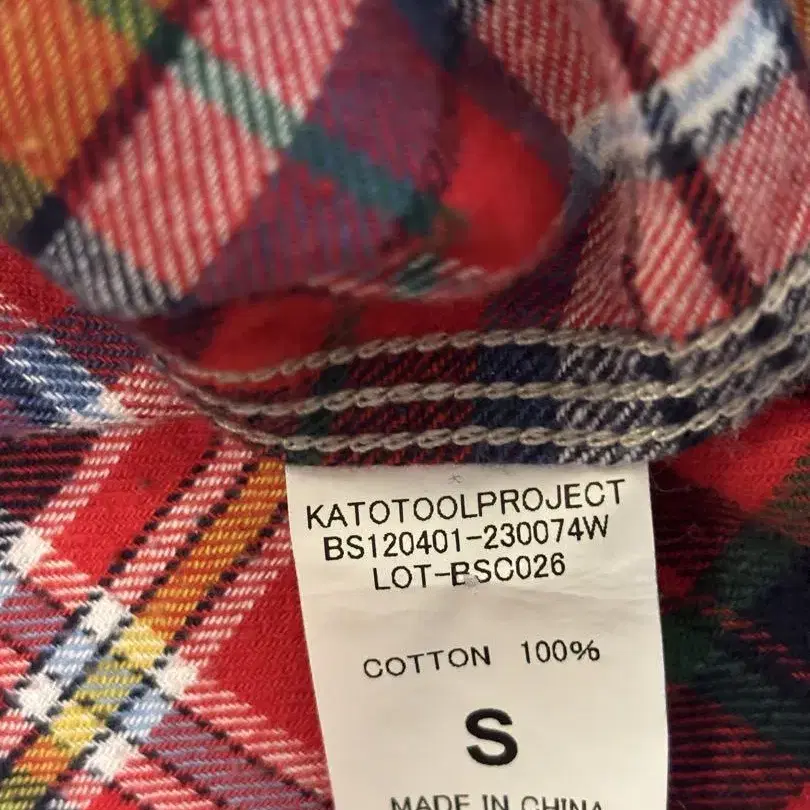 KATOTOOLPROJECT
BS120401-230074W
LOT-BSC026
COTTON 100%
S
MADE IN CHINA